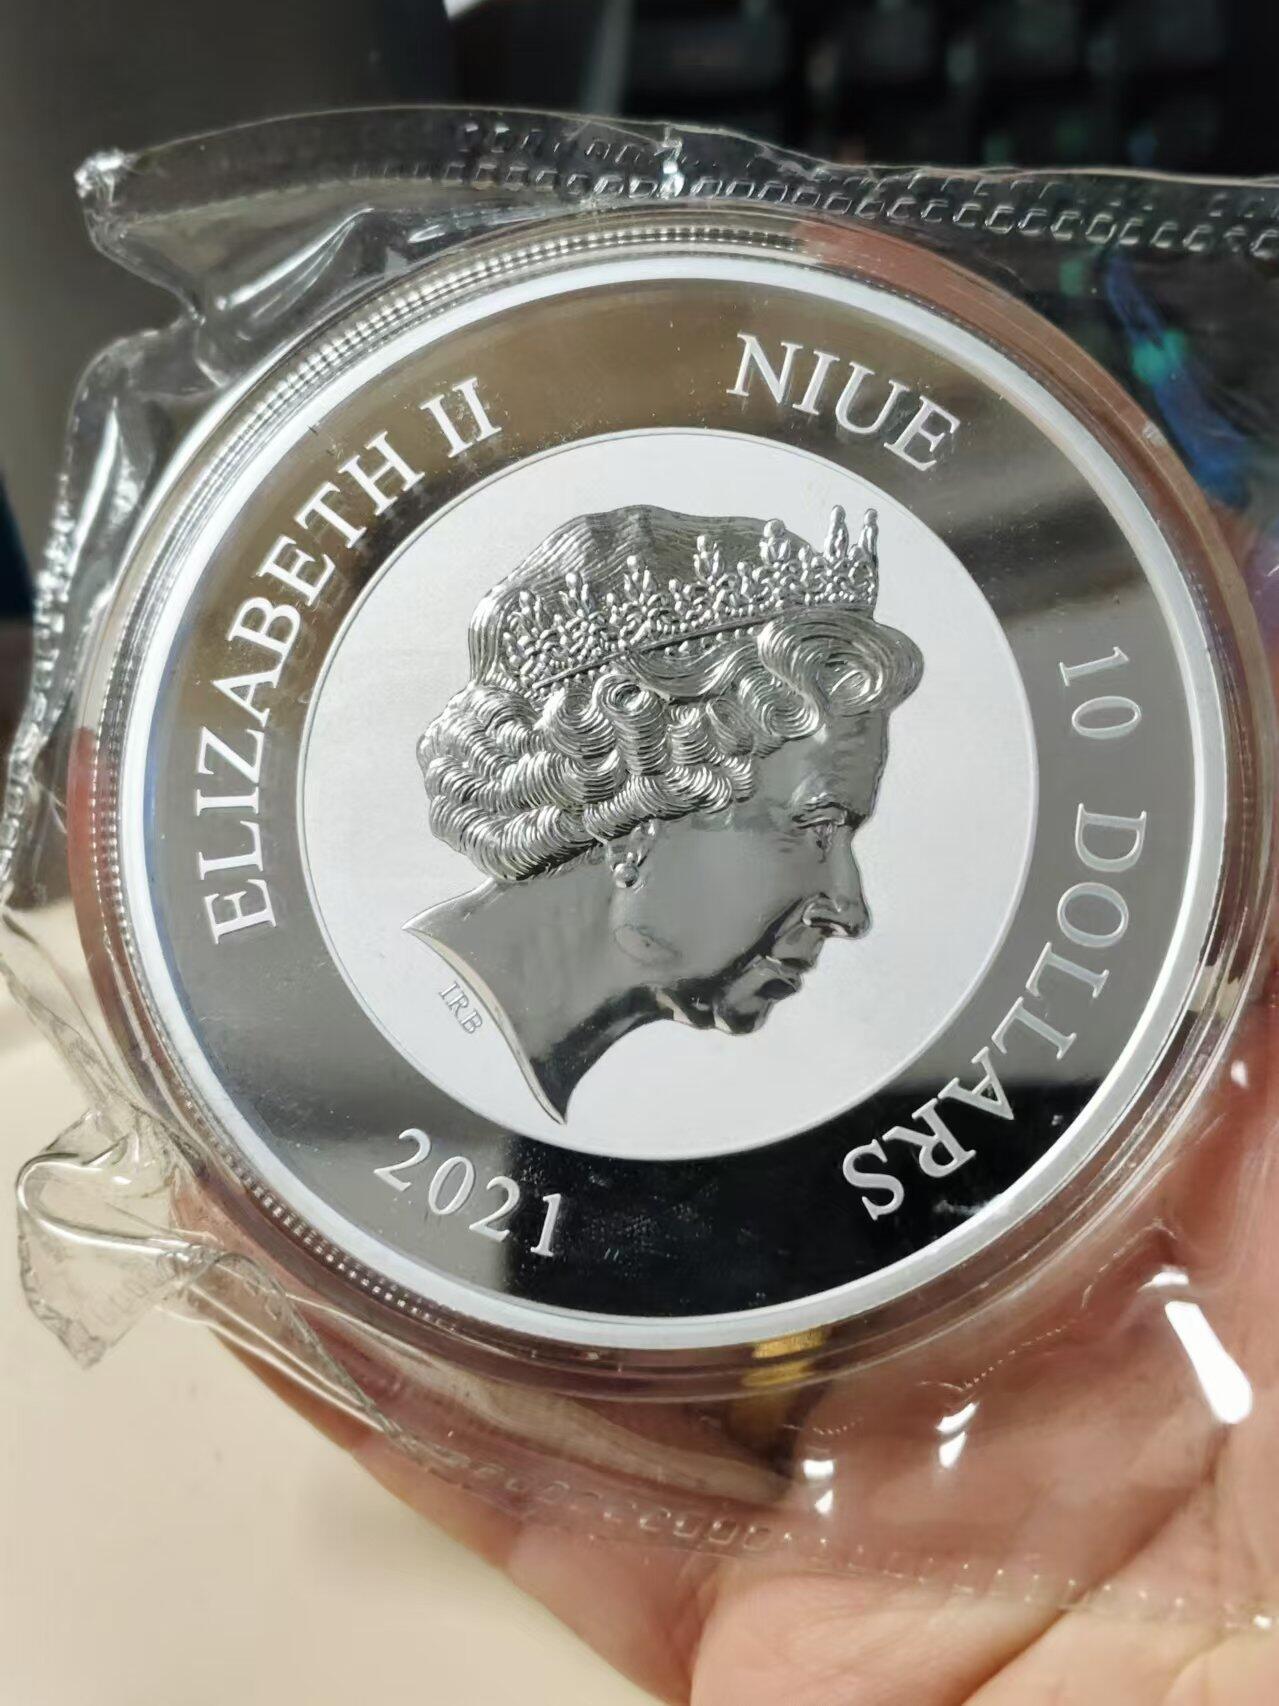 ELIZABETH II
NIUE
10 DOLLARS
2021
IRB